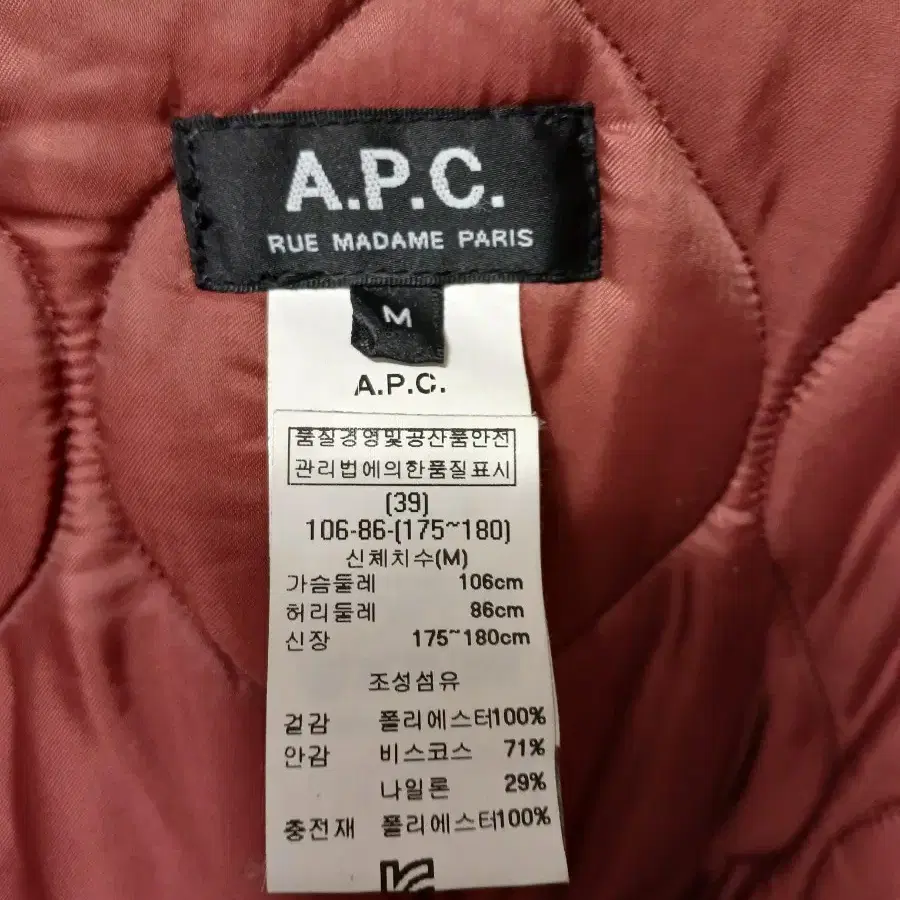 A.P.C.
RUE MADAME PARIS
M
A.P.C.
품질경영및공산품안전
관리법에의한품질표시
(39)
106-86-(175~180)
신체치수(M)
가슴둘레 106cm
허리둘레 86cm
신장 175~180cm
조성섬유
겉감 폴리에스터100%
안감 비스코스 71%
나일론 29%
충전재 폴리에스터100%